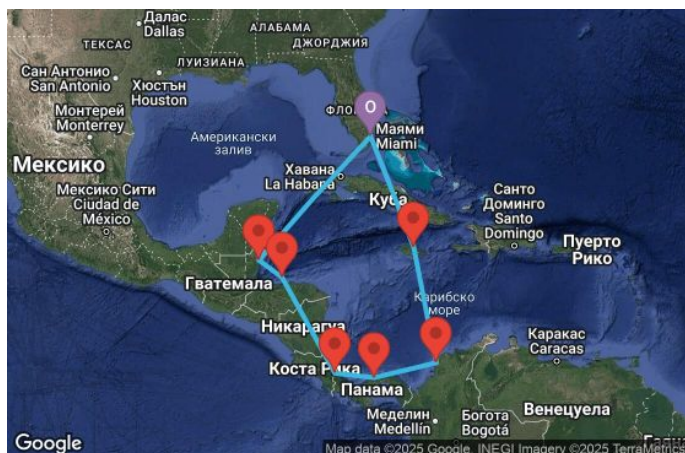 Далас
Dallas
АЛАБАМА
ТЕКСАС
ДЖОРДЖИЯ
ЛУИЗИАНА
Сан Антонио
San Antonio
Хюстън
Houston
ФЛО
О
Монтерей
Monterrey
Американски
залив
Маями
Miami
Мексико
Хавана
La Habana
Мексико Сити
Ciudad de
México
Куба
Санто
Доминго
Santo
Domingo
Пуерто
Рико
Гватемала
Карибско
море
Никарагуа
Каракас
Caracas
Коста Рика
Панама
Меделин
Medellín
Богота
Bogotá
Венецуела
Google
Map data ©2025 Google, INEGI Imagery ©2025 TerraMetrics